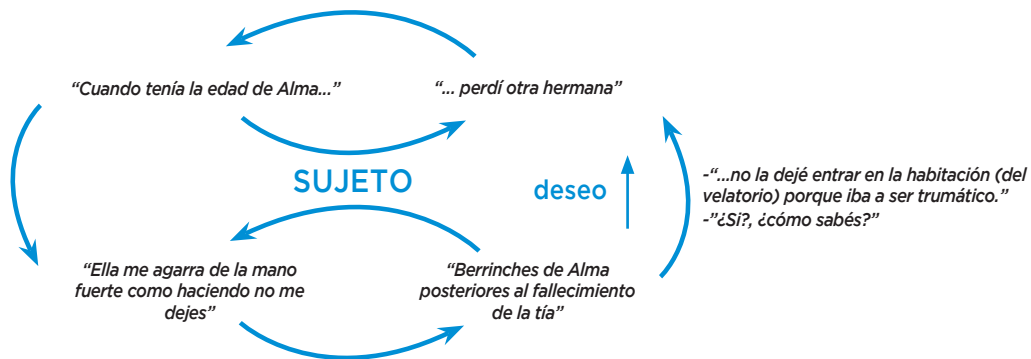 “Cuando tenía la edad de Alma...”
“... perdí otra hermana”
SUJETO
deseo
-“...no la dejé entrar en la habitación (del
velatorio) porque iba a ser trumático.”
-”¿Si?, ¿cómo sabés?”
“Ella me agarra de la mano
fuerte como haciendo no me
dejes”
“Berrinches de Alma
posteriores al fallecimiento
de la tía”